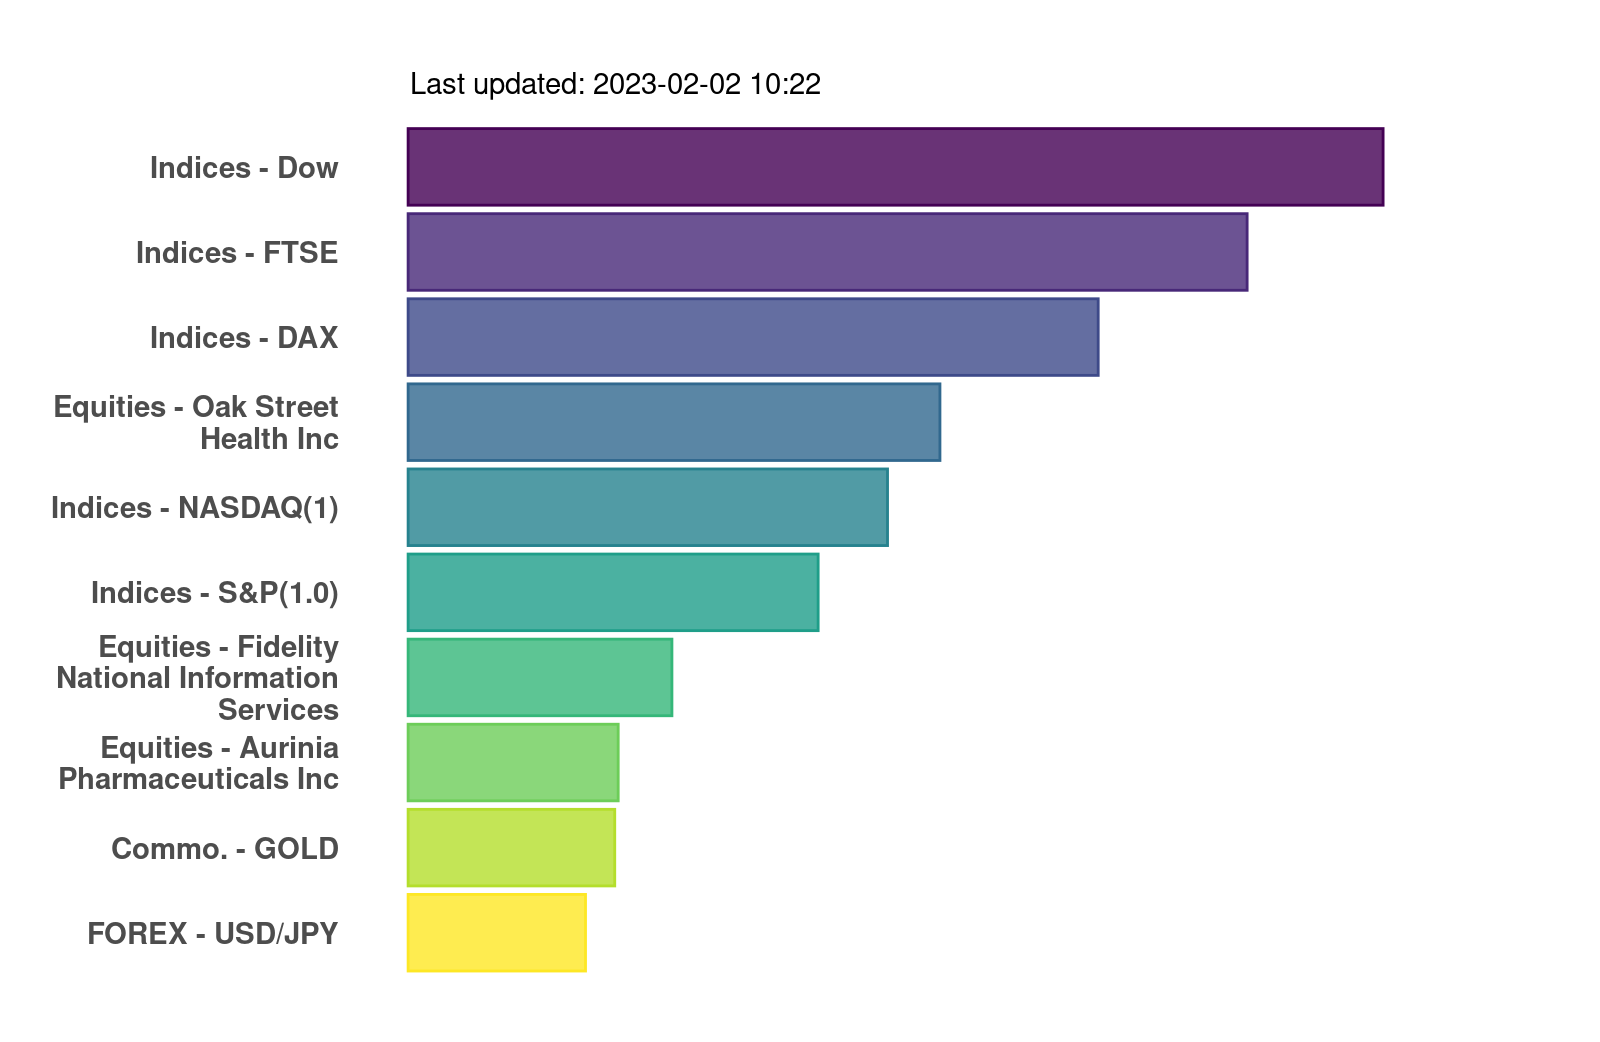 Last updated: 2023-02-02 10:22
Indices - Dow
Indices - FTSE
Indices - DAX
Equities - Oak Street
Health Inc
Indices - NASDAQ(1)
Indices - S&P(1.0)
Equities - Fidelity
National Information
Services
Equities - Aurinia
Pharmaceuticals Inc
Commo. - GOLD
FOREX - USD/JPY